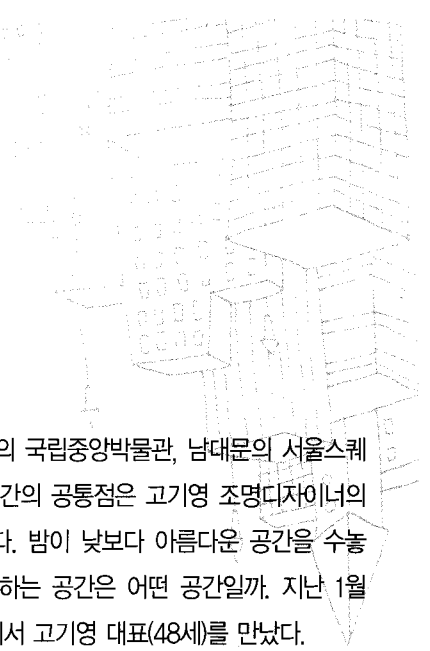 의 국립중앙박물관, 남대문의 서울스퀘
간의 공통점은 고기영 조명디자이너의
다. 밤이 낮보다 아름다운 공간을 수놓
하는 공간은 어떤 공간일까. 지난 1월
에서 고기영 대표(48세)를 만났다.